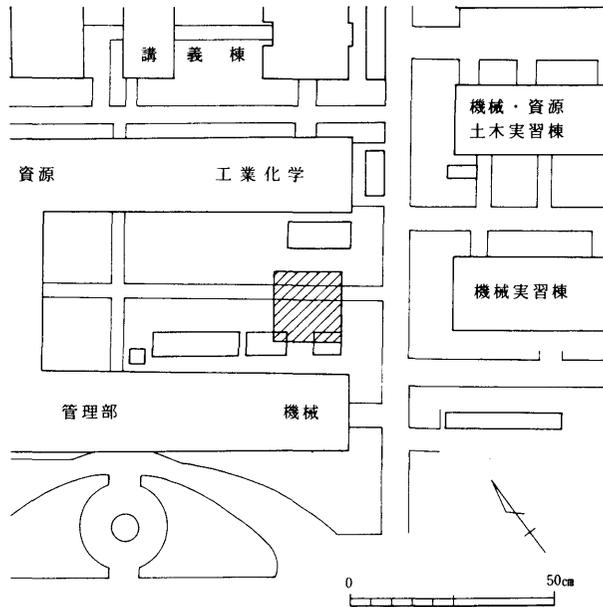 講義棟
機械・資源
土木実習棟
資源
工業化学
機械実習棟
管理部
機械
0
50cm